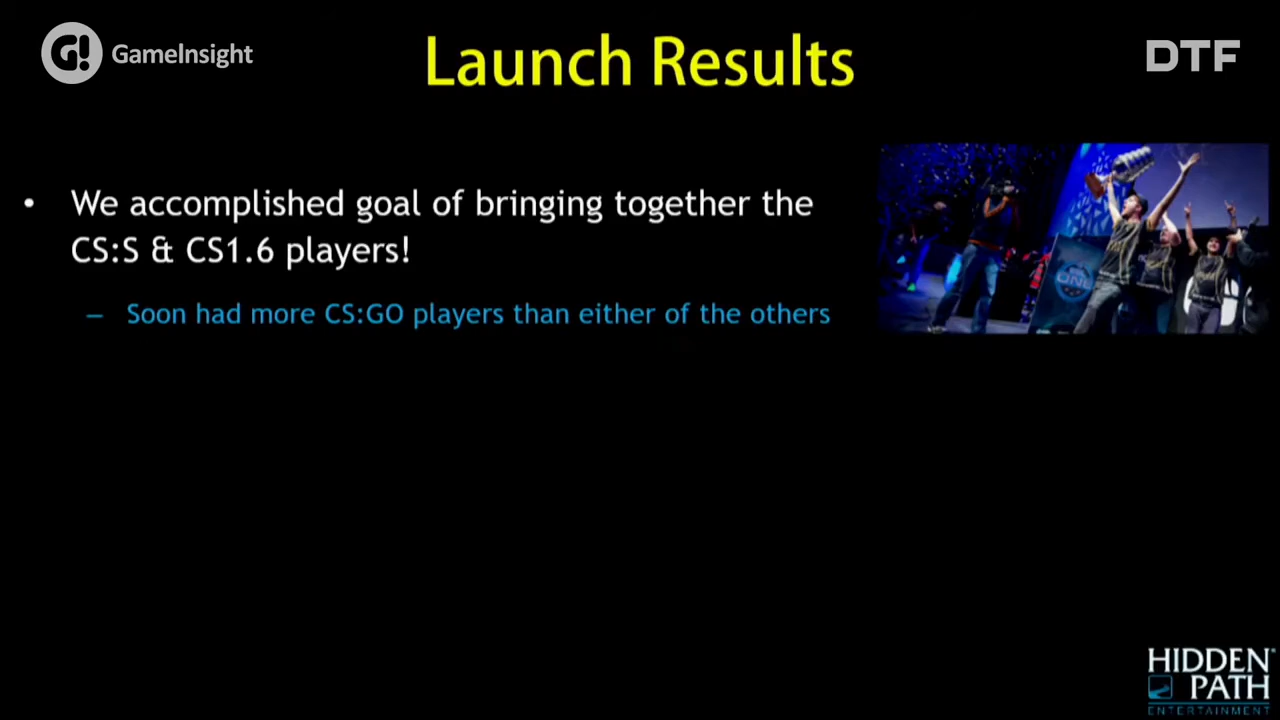 G! GameInsight
Launch Results
DTF
• We accomplished goal of bringing together the
CS:S & CS1.6 players!
– Soon had more CS:GO players than either of the others
ONE
HIDDEN
PATH
ENTERTAINMENT